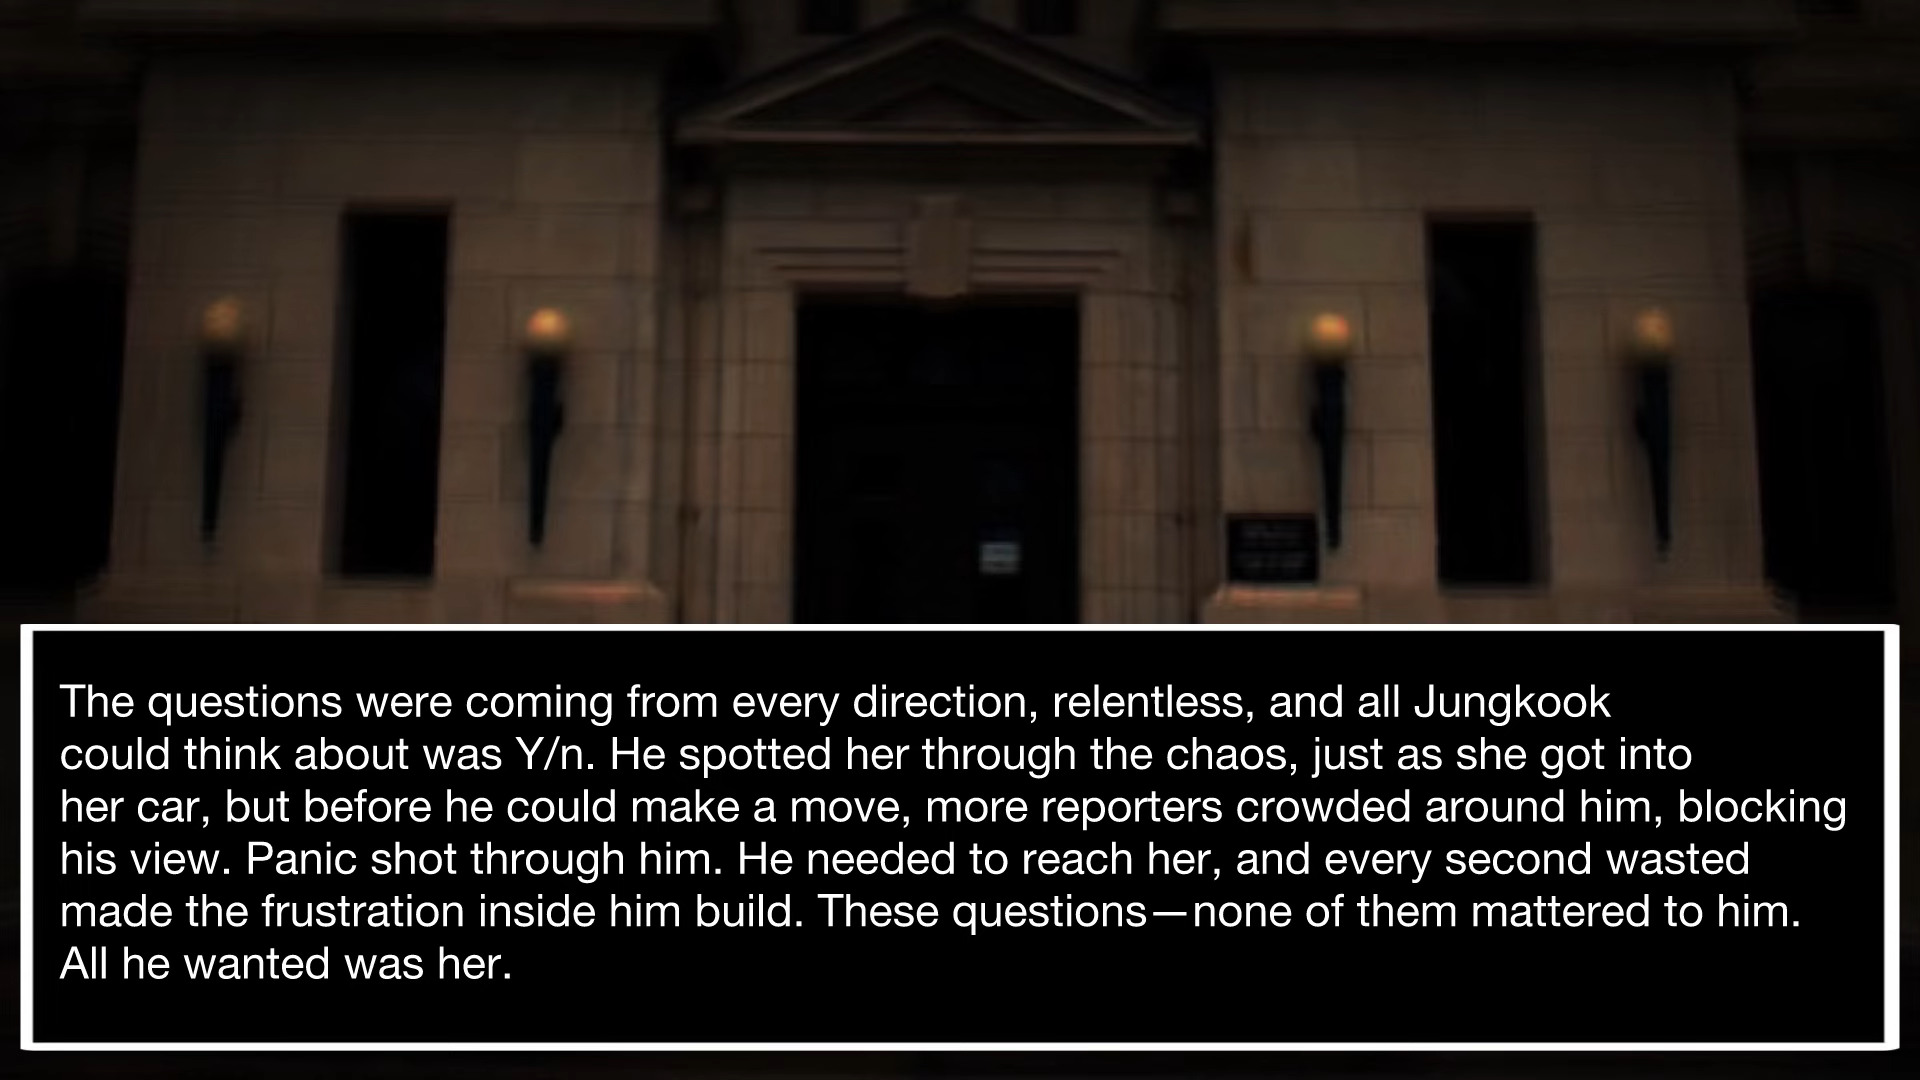 The questions were coming from every direction, relentless, and all Jungkook
could think about was Y/n. He spotted her through the chaos, just as she got into
her car, but before he could make a move, more reporters crowded around him, blocking
his view. Panic shot through him. He needed to reach her, and every second wasted
made the frustration inside him build. These questions—none of them mattered to him.
All he wanted was her.